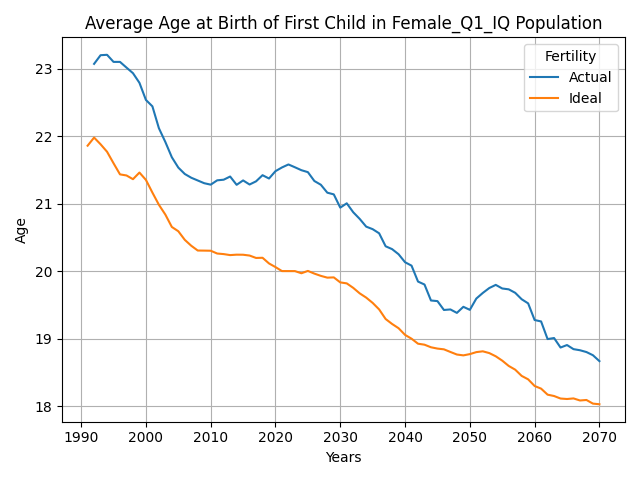 Average Age at Birth of First Child in Female_Q1_IQ Population
Fertility
Actual
Ideal
Age
23
22
21
20
19
18
1990 2000 2010 2020 2030 2040 2050 2060 2070
Years